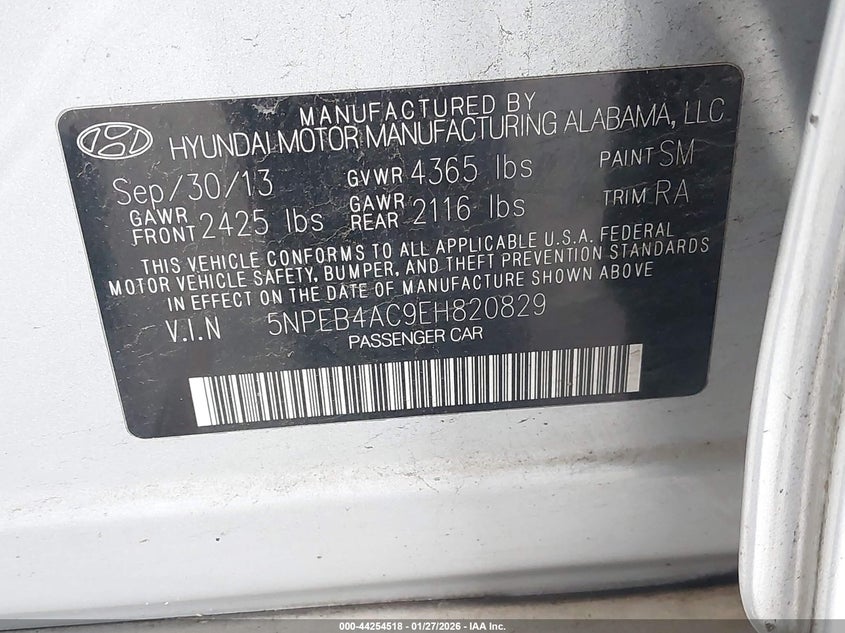 MANUFACTURED BY
HYUNDAI MOTOR MANUFACTURING ALABAMA, LLC
Sep/30/13 GVWR 4365 lbs PAINT SM
GAWR FRONT 2425 lbs GAWR REAR 2116 lbs TRIM RA
THIS VEHICLE CONFORMS TO ALL APPLICABLE U.S.A. FEDERAL
MOTOR VEHICLE SAFETY, BUMPER, AND THEFT PREVENTION STANDARDS
IN EFFECT ON THE DATE OF MANUFACTURE SHOWN ABOVE
V.I.N 5NPEB4AC9EH820829
PASSENGER CAR
000-44254518 - 01/27/2026 - IAA Inc.